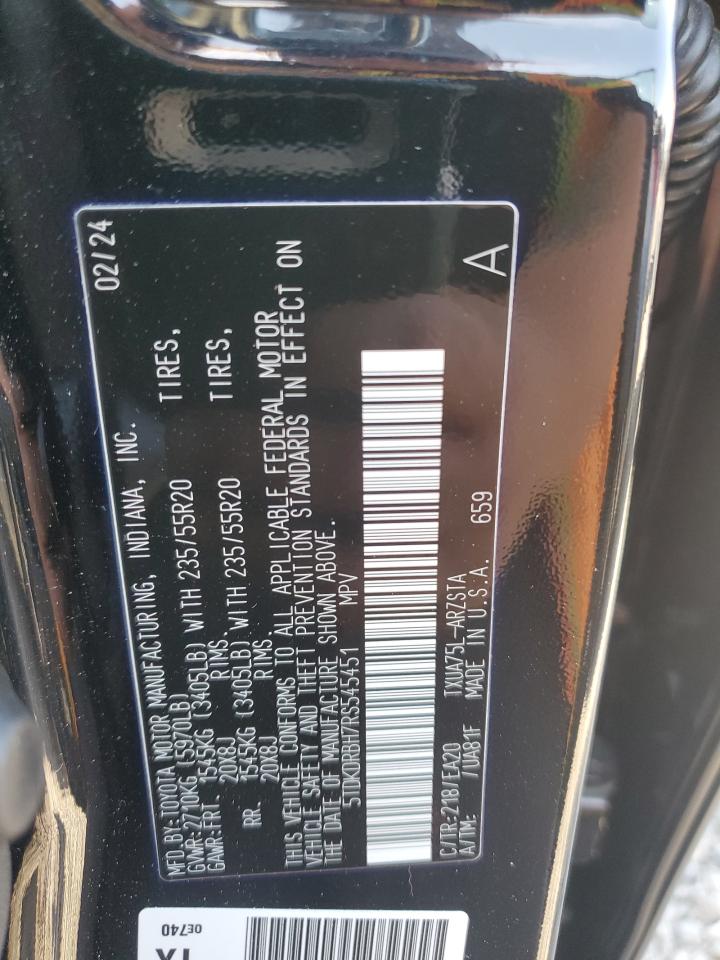 02/24
MFD.BY:TOYOTA MOTOR MANUFACTURING, INDIANA, INC.
GVWR:2710KG(5970LB)
GAWR:FRT. 1545KG (3405LB) WITH 235/55R20 TIRES,
20X8J RIMS,
RR. 1545KG (3405LB) WITH 235/55R20 TIRES,
20X8J RIMS.
THIS VEHICLE CONFORMS TO ALL APPLICABLE FEDERAL MOTOR
VEHICLE SAFETY AND THEFT PREVENTION STANDARDS IN EFFECT ON
THE DATE OF MANUFACTURE SHOWN ABOVE.
5TDKDRBH7RS545451 MPV
C/TR:218/EA20 TXUA75L-ARZSTA
A/TM: /UA81F MADE IN U.S.A. 659
A
0E740